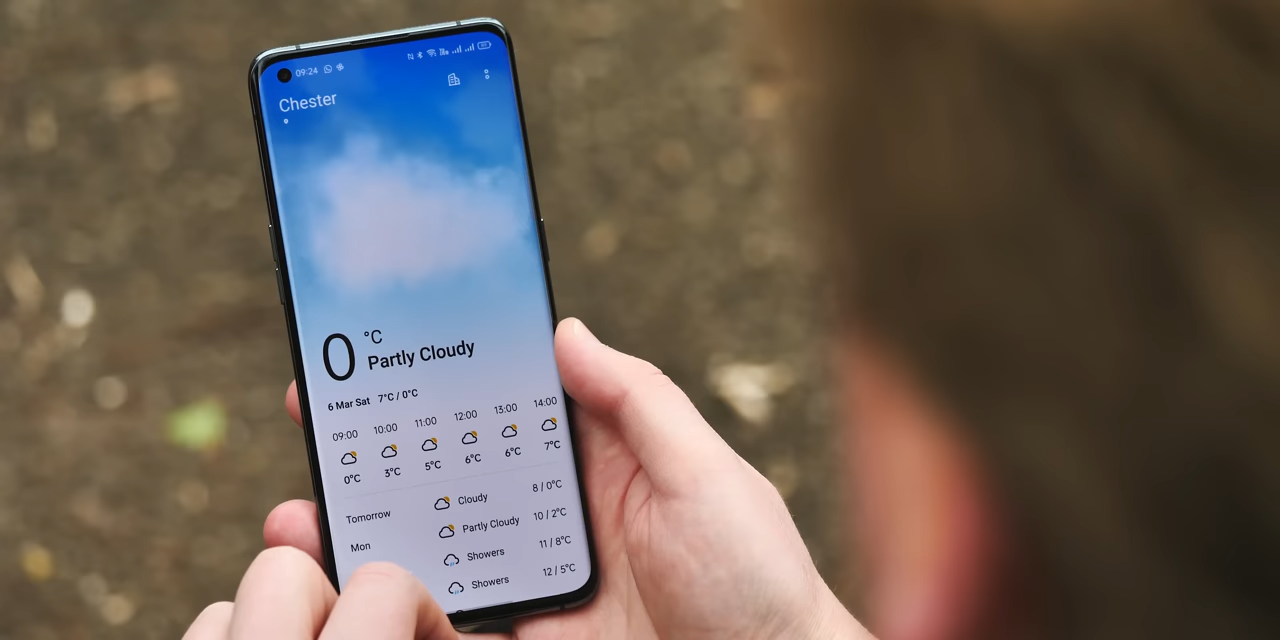 09:24
Chester
0 °C
Partly Cloudy
6 Mar Sat 7°C / 0°C
09:00 10:00 11:00 12:00 13:00 14:00
0°C 3°C 5°C 6°C 6°C 7°C
Tomorrow Cloudy 8 / 0°C
Mon Partly Cloudy 10 / 2°C
Showers 11 / 8°C
Showers 12 / 5°C